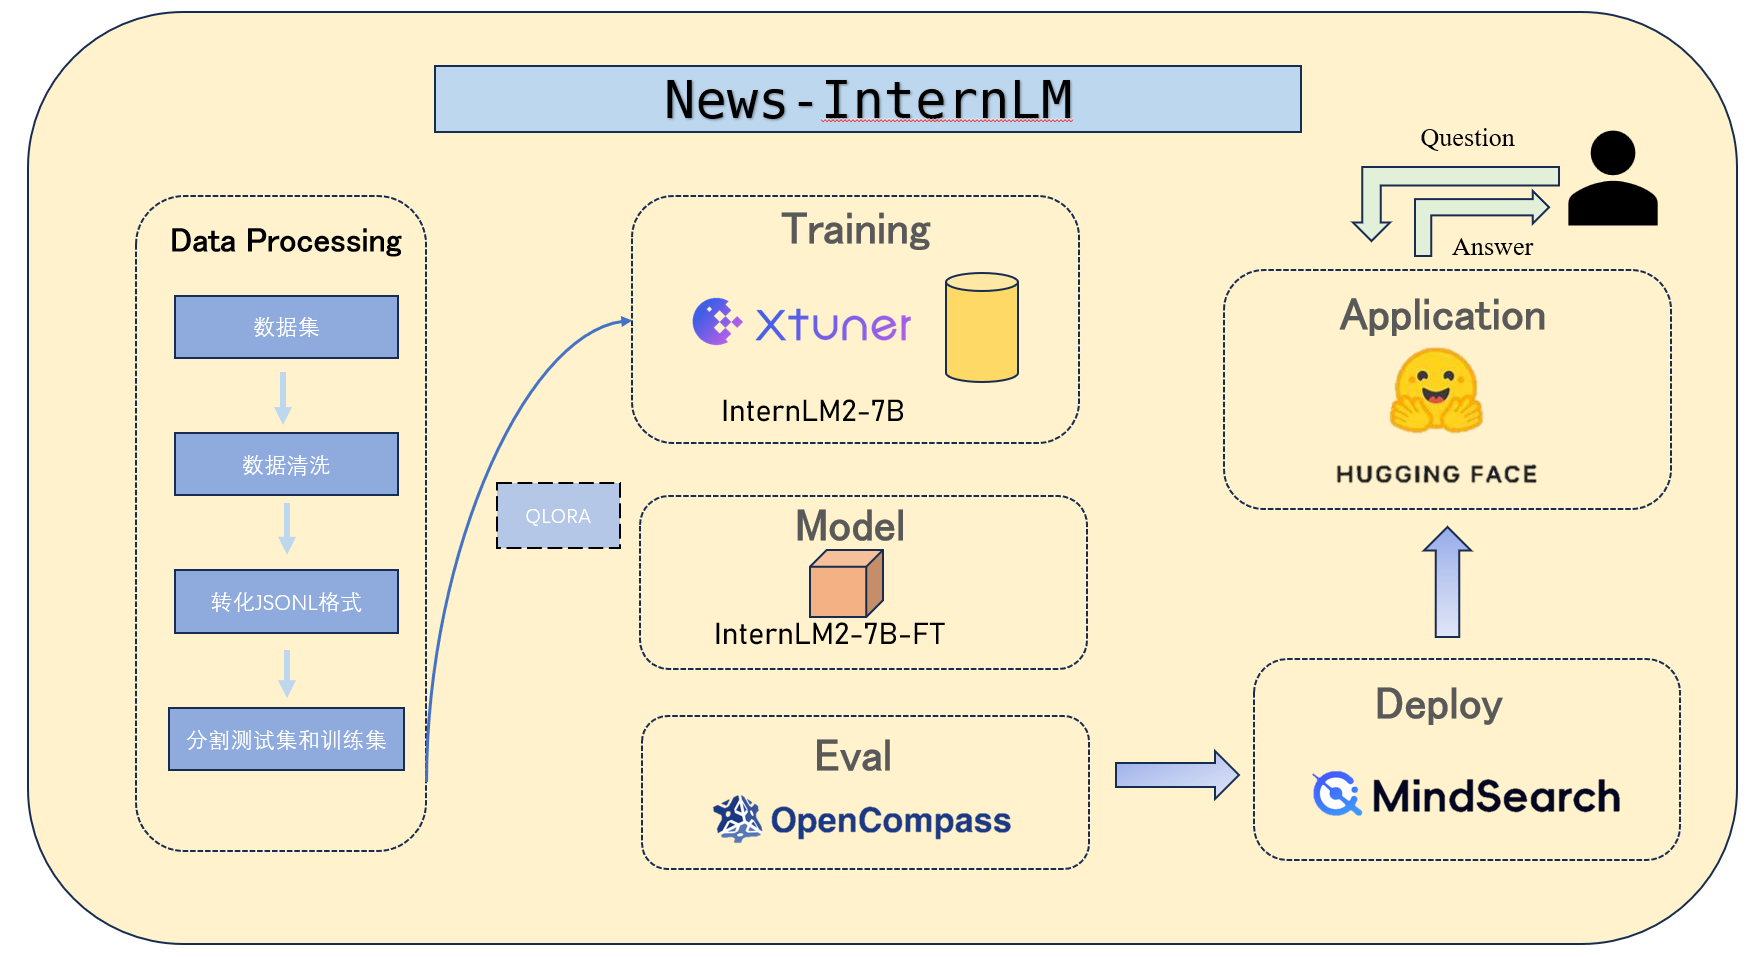 News-InternLM
Data Processing
数据集
数据清洗
转化JSONL格式
分割测试集和训练集
QLORA
Training
Xtuner
InternLM2-7B
Model
InternLM2-7B-FT
Eval
OpenCompass
Question
Answer
Application
HUGGING FACE
Deploy
MindSearch